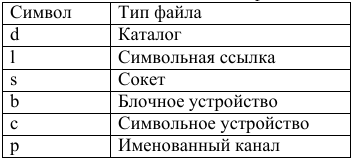 Символ Тип файла
d Каталог
l Символьная ссылка
s Сокет
b Блочное устройство
c Символьное устройство
p Именованный канал